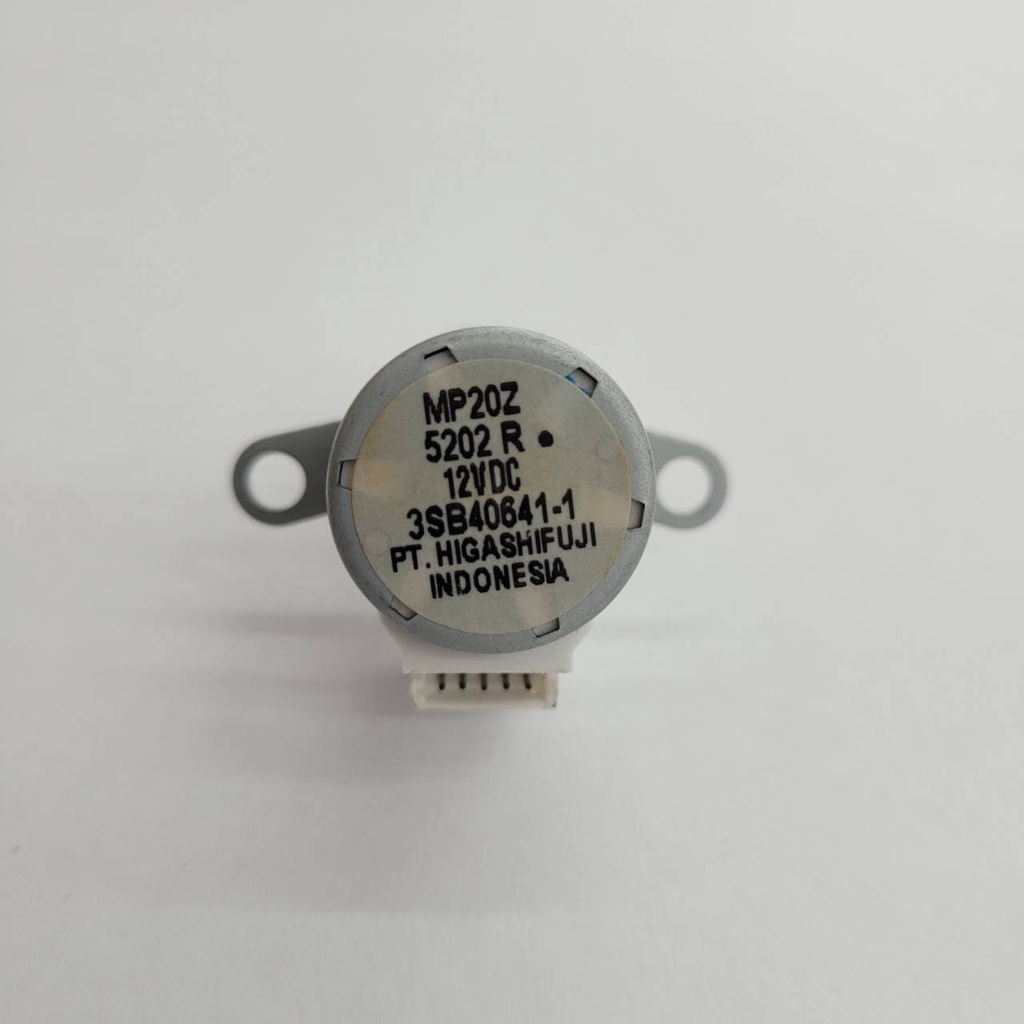 MP20Z
5202 R •
12VDC
3SB40641-1
PT. HIGASHIFUJI
INDONESIA